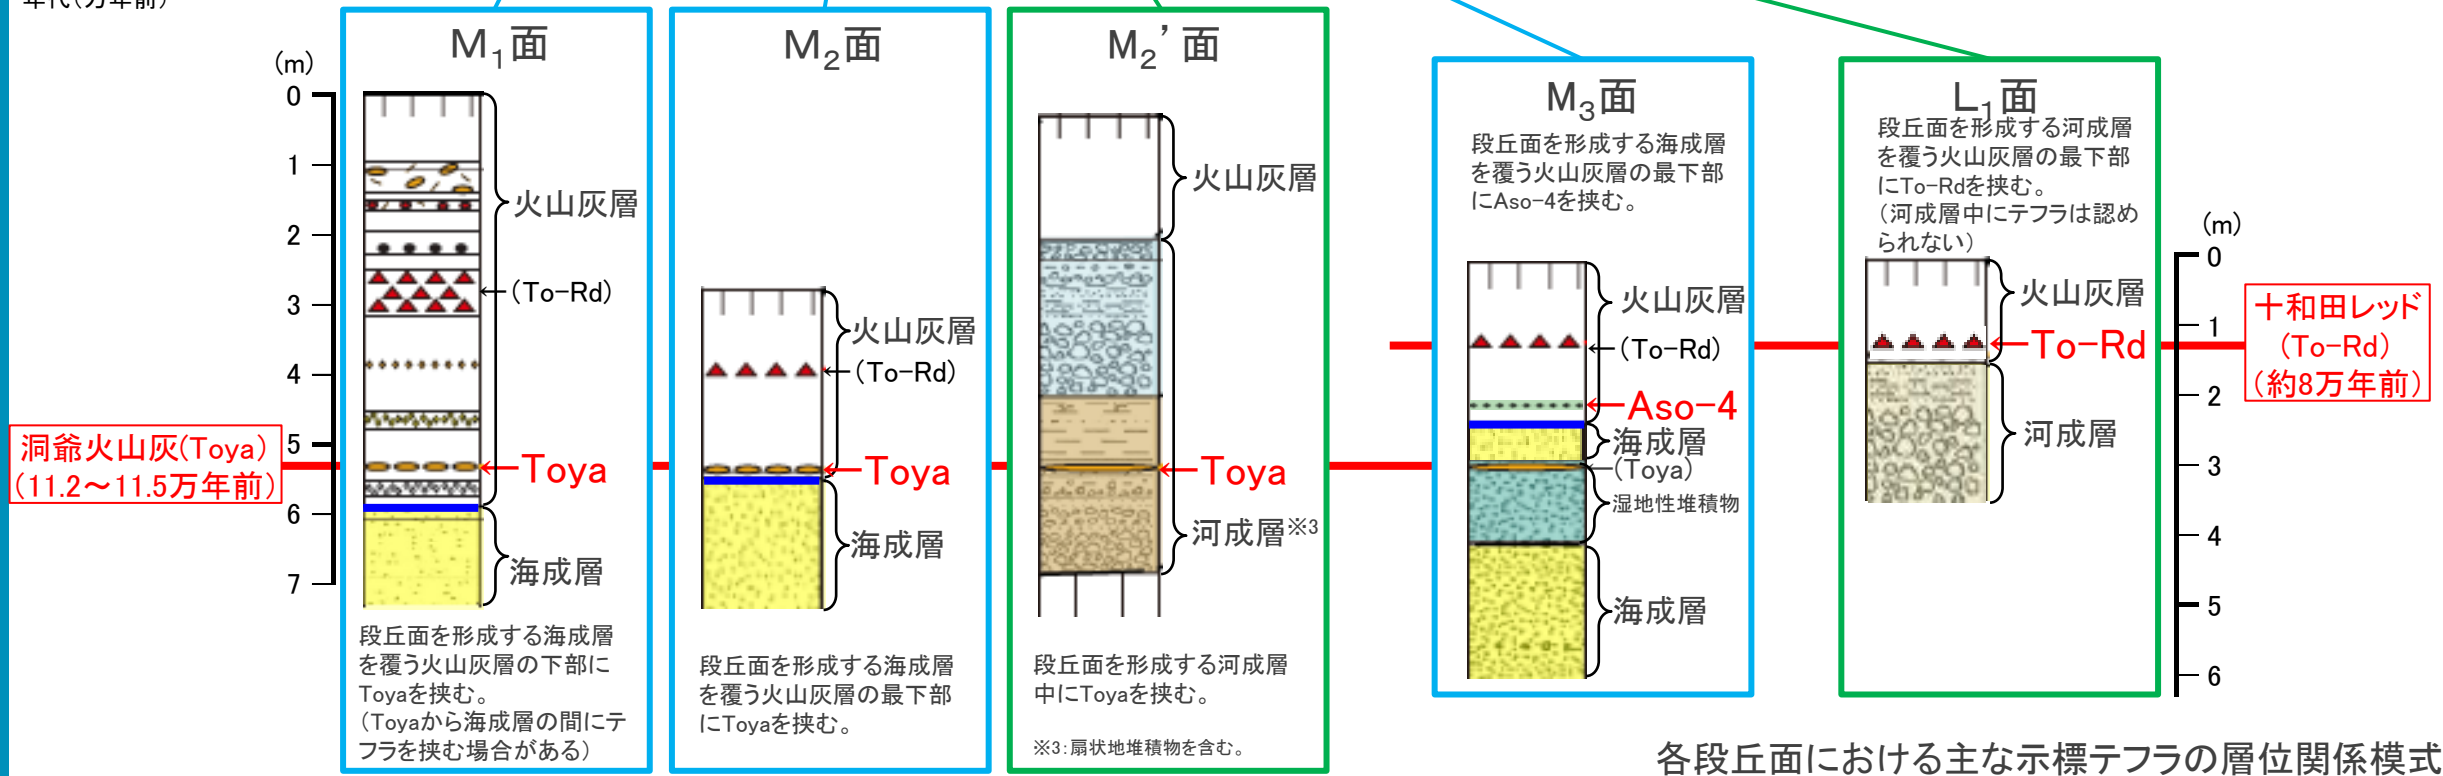 年代(万年前)
M1面
(m)
0
1
2
3
4
5
6
7
火山灰層
(To-Rd)
Toya
海成層
段丘面を形成する海成層
を覆う火山灰層の下部に
Toyaを挟む。
(Toyaから海成層の間にテ
フラを挟む場合がある)
洞爺火山灰(Toya)
(11.2～11.5万年前)
M2面
火山灰層
(To-Rd)
Toya
海成層
段丘面を形成する海成層
を覆う火山灰層の最下部
にToyaを挟む。
M2’面
火山灰層
Toya
河成層※3
段丘面を形成する河成層
中にToyaを挟む。
※3:扇状地堆積物を含む。
M3面
段丘面を形成する海成層
を覆う火山灰層の最下部
にAso-4を挟む。
火山灰層
(To-Rd)
Aso-4
海成層
(Toya)
湿地性堆積物
海成層
L1面
段丘面を形成する河成層
を覆う火山灰層の最下部
にTo-Rdを挟む。
(河成層中にテフラは認め
られない)
火山灰層
To-Rd
河成層
(m)
0
1
2
3
4
5
6
十和田レッド
(To-Rd)
(約8万年前)
各段丘面における主な示標テフラの層位関係模式